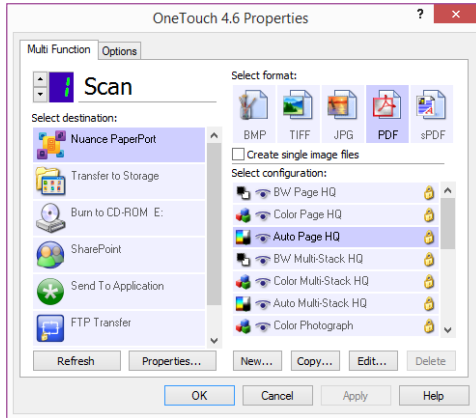 OneTouch 4.6 Properties
? ×
Multi Function Options
1 Scan
Select destination:
Nuance PaperPort
Transfer to Storage
Burn to CD-ROM E:
SharePoint
Send To Application
FTP Transfer
Refresh Properties...
Select format:
BMP TIFF JPG PDF sPDF
Create single image files
Select configuration:
BW Page HQ
Color Page HQ
Auto Page HQ
BW Multi-Stack HQ
Color Multi-Stack HQ
Auto Multi-Stack HQ
Color Photograph
New... Copy... Edit... Delete
OK Cancel Apply Help